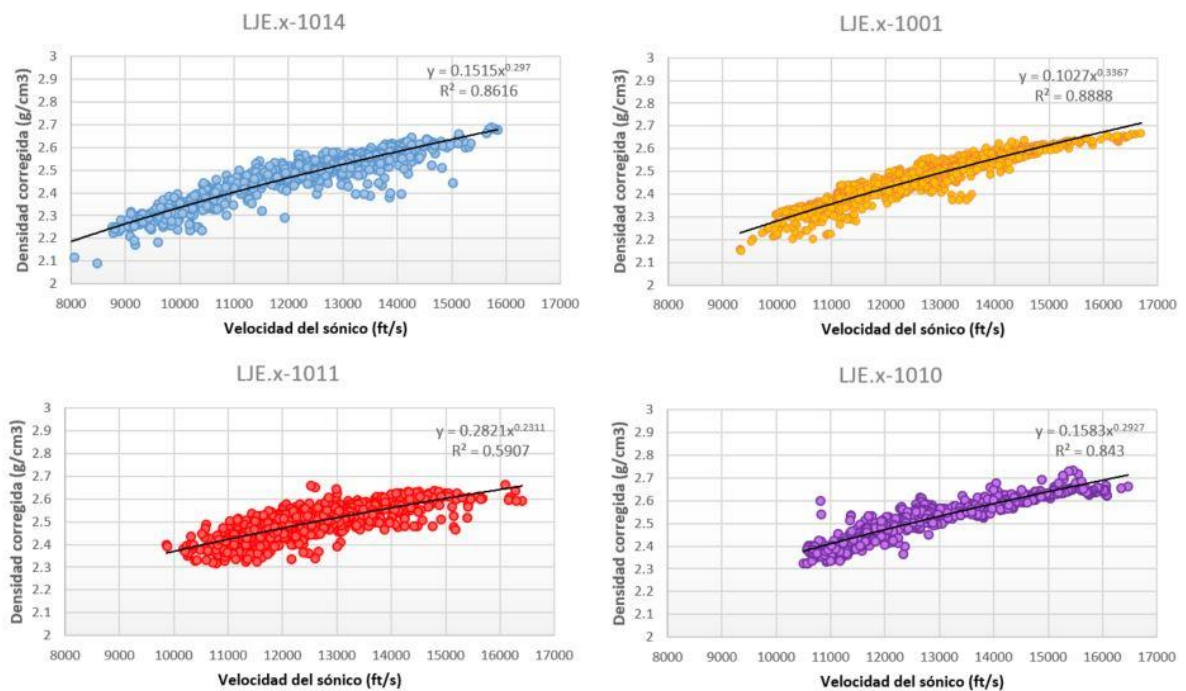 LJE.x-1014
Densidad corregida (g/cm3)
3
2.9
2.8
2.7
2.6
2.5
2.4
2.3
2.2
2.1
2
y = 0.1515x^0.297
R² = 0.8616
8000 9000 10000 11000 12000 13000 14000 15000 16000 17000
Velocidad del sónico (ft/s)
LJE.x-1001
Densidad corregida (g/cm3)
3
2.9
2.8
2.7
2.6
2.5
2.4
2.3
2.2
2.1
2
y = 0.1027x^0.3367
R² = 0.8888
8000 9000 10000 11000 12000 13000 14000 15000 16000 17000
Velocidad del sónico (ft/s)
LJE.x-1011
Densidad corregida (g/cm3)
3
2.9
2.8
2.7
2.6
2.5
2.4
2.3
2.2
2.1
2
y = 0.2821x^0.2311
R² = 0.5907
8000 9000 10000 11000 12000 13000 14000 15000 16000 17000
Velocidad del sónico (ft/s)
LJE.x-1010
Densidad corregida (g/cm3)
3
2.9
2.8
2.7
2.6
2.5
2.4
2.3
2.2
2.1
2
y = 0.1583x^0.2927
R² = 0.843
8000 9000 10000 11000 12000 13000 14000 15000 16000 17000
Velocidad del sónico (ft/s)